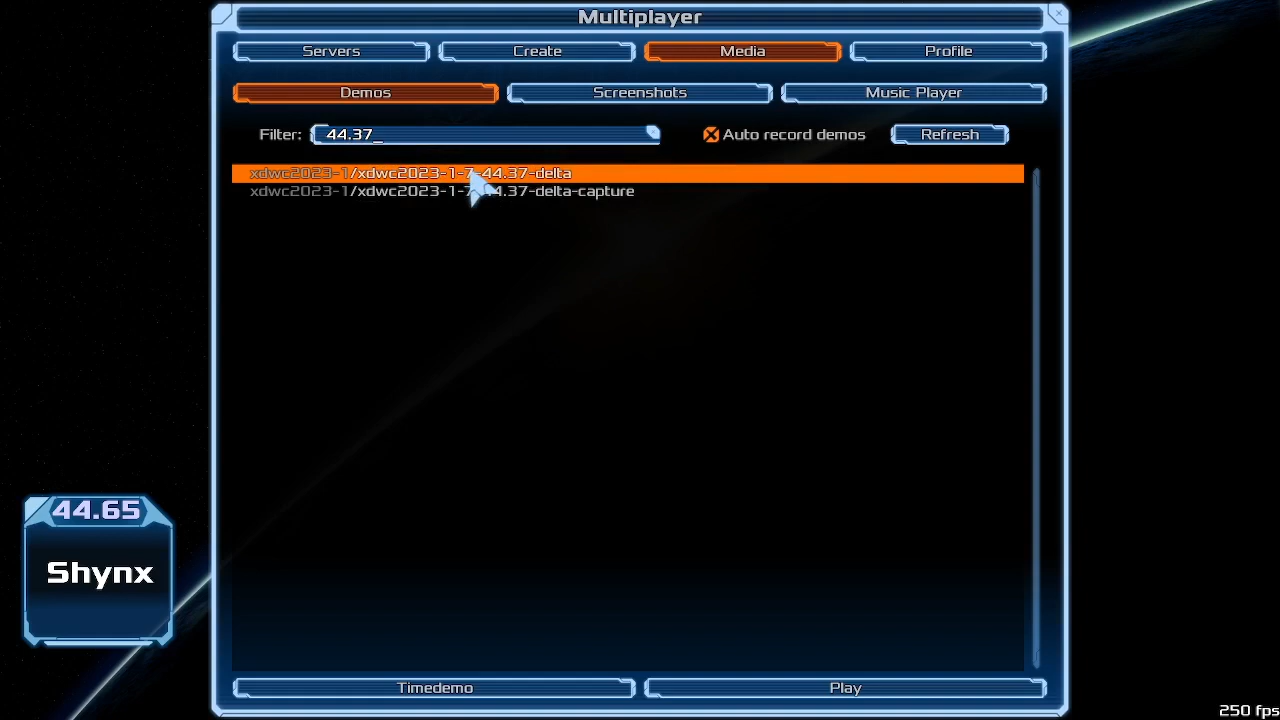 Multiplayer
Servers Create Media Profile
Demos Screenshots Music Player
Filter: 44.37_ Auto record demos Refresh
xdwc2023-1/xdwc2023-1-7-44.37-delta
xdwc2023-1/xdwc2023-1-7-44.37-delta-capture
44.65
Shynx
Timedemo Play
250 fps